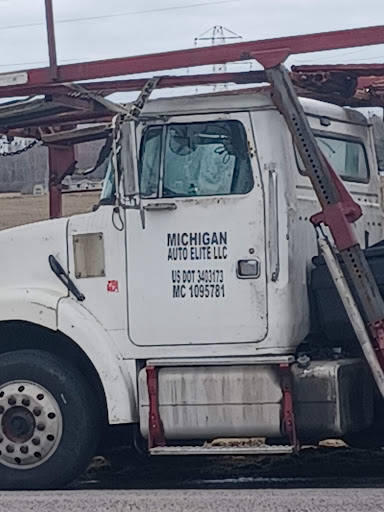 MICHIGAN
AUTO ELITE LLC
US DOT 3403173
MC 1095781